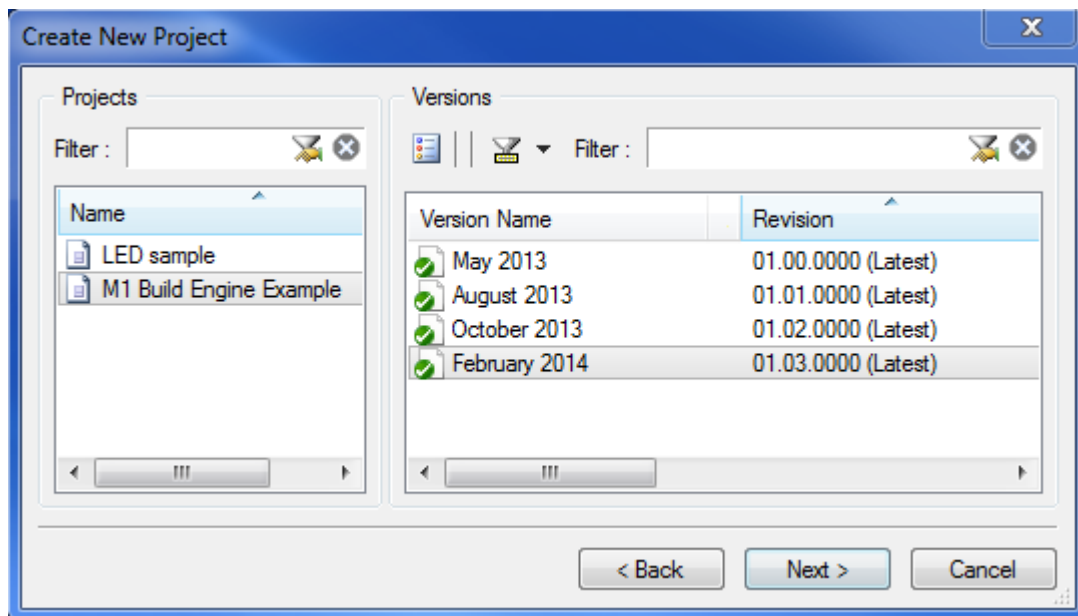 Create New Project
Projects
Filter :
Name
LED sample
M1 Build Engine Example
Versions
Filter :
Version Name Revision
May 2013 01.00.0000 (Latest)
August 2013 01.01.0000 (Latest)
October 2013 01.02.0000 (Latest)
February 2014 01.03.0000 (Latest)
< Back Next > Cancel